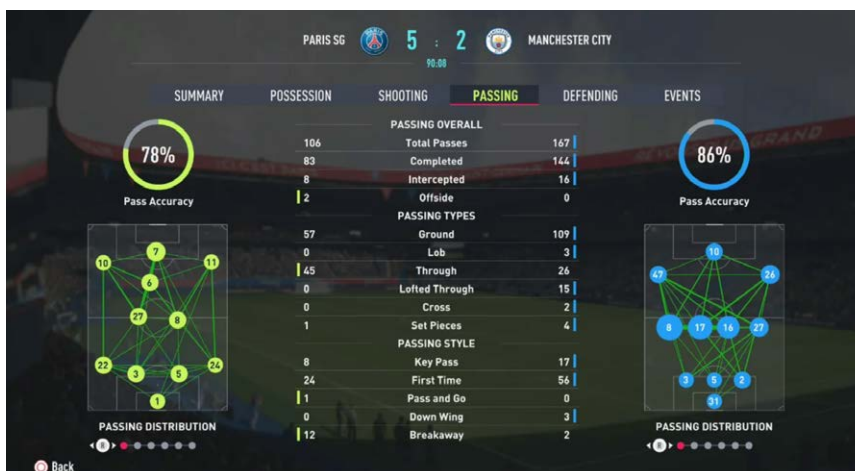 PARIS SG 5 : 2 MANCHESTER CITY
90:08
SUMMARY POSSESSION SHOOTING PASSING DEFENDING EVENTS
PASSING OVERALL
106 Total Passes 167
83 Completed 144
8 Intercepted 16
2 Offside 0
PASSING TYPES
57 Ground 109
0 Lob 3
45 Through 26
0 Lofted Through 15
0 Cross 2
1 Set Pieces 4
PASSING STYLE
8 Key Pass 17
24 First Time 56
1 Pass and Go 0
0 Down Wing 3
12 Breakaway 2
78%
Pass Accuracy
7
10 11
6
27 8
22 3 5 24
1
PASSING DISTRIBUTION
R
86%
Pass Accuracy
10
47 26
8 17 16 27
3 5 2
31
PASSING DISTRIBUTION
R
Back